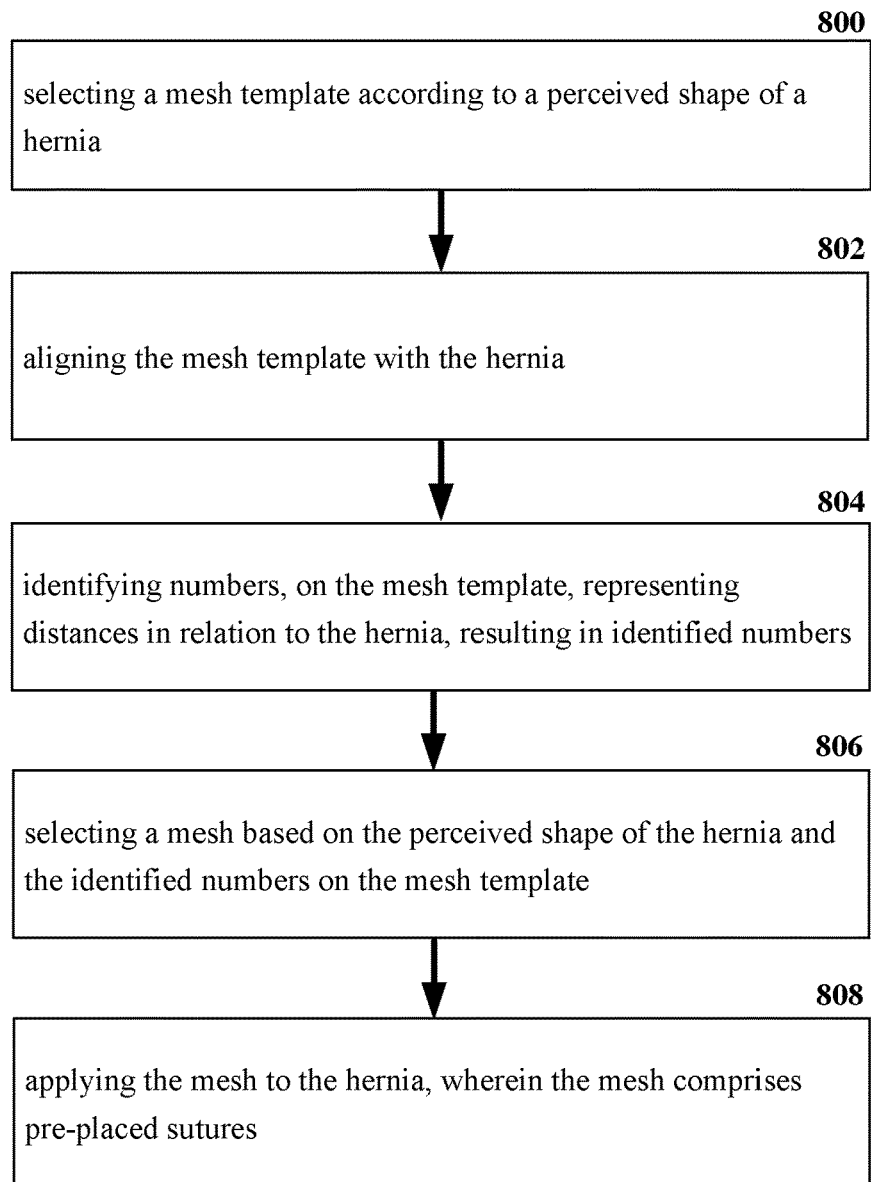 800
selecting a mesh template according to a perceived shape of a
hernia
802
aligning the mesh template with the hernia
804
identifying numbers, on the mesh template, representing
distances in relation to the hernia, resulting in identified numbers
806
selecting a mesh based on the perceived shape of the hernia and
the identified numbers on the mesh template
808
applying the mesh to the hernia, wherein the mesh comprises
pre-placed sutures